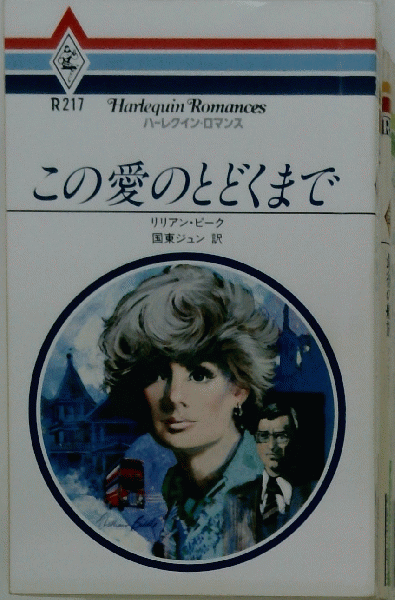 R217
Harlequin Romances
ハーレクイン・ロマンス
この愛のとどくまで
リリアン・ピーク
国東ジュン 訳